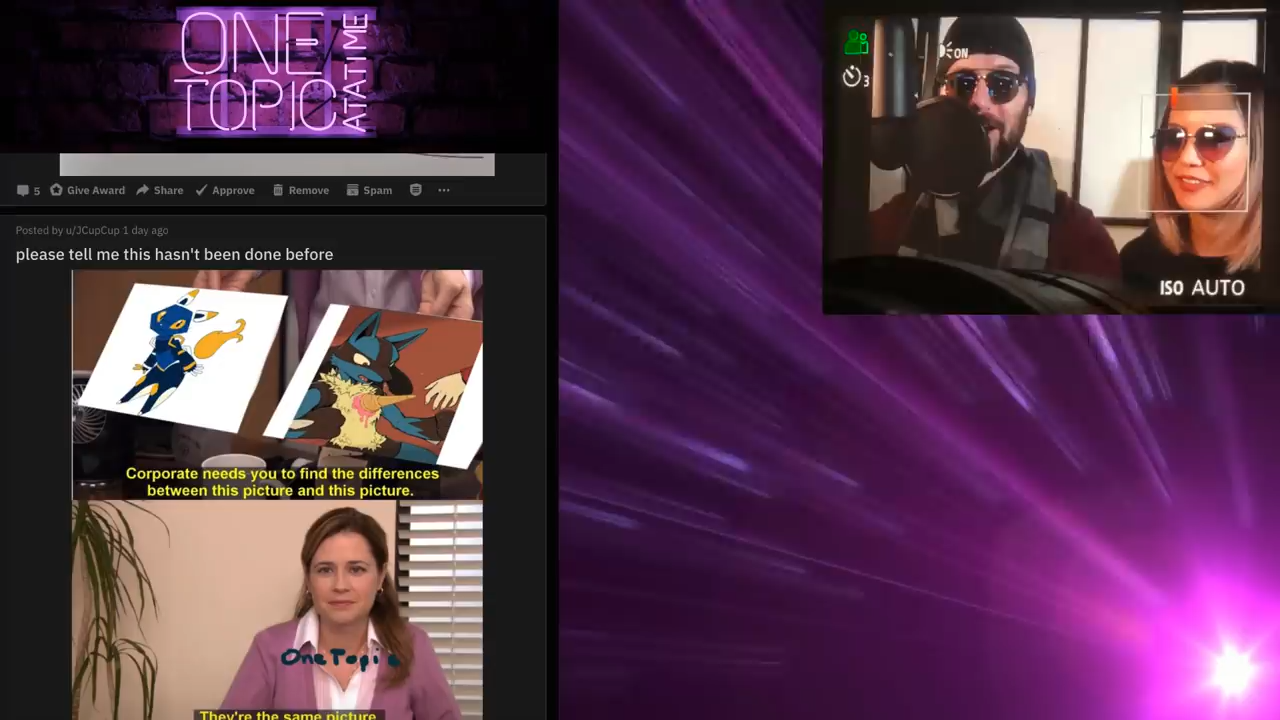 ONE
TOPIC
AT A TIME
5 Give Award Share Approve Remove Spam ...
Posted by u/JCupCup 1 day ago
please tell me this hasn't been done before
Corporate needs you to find the differences
between this picture and this picture.
OneTopic
They're the same picture
ON
3
ISO AUTO